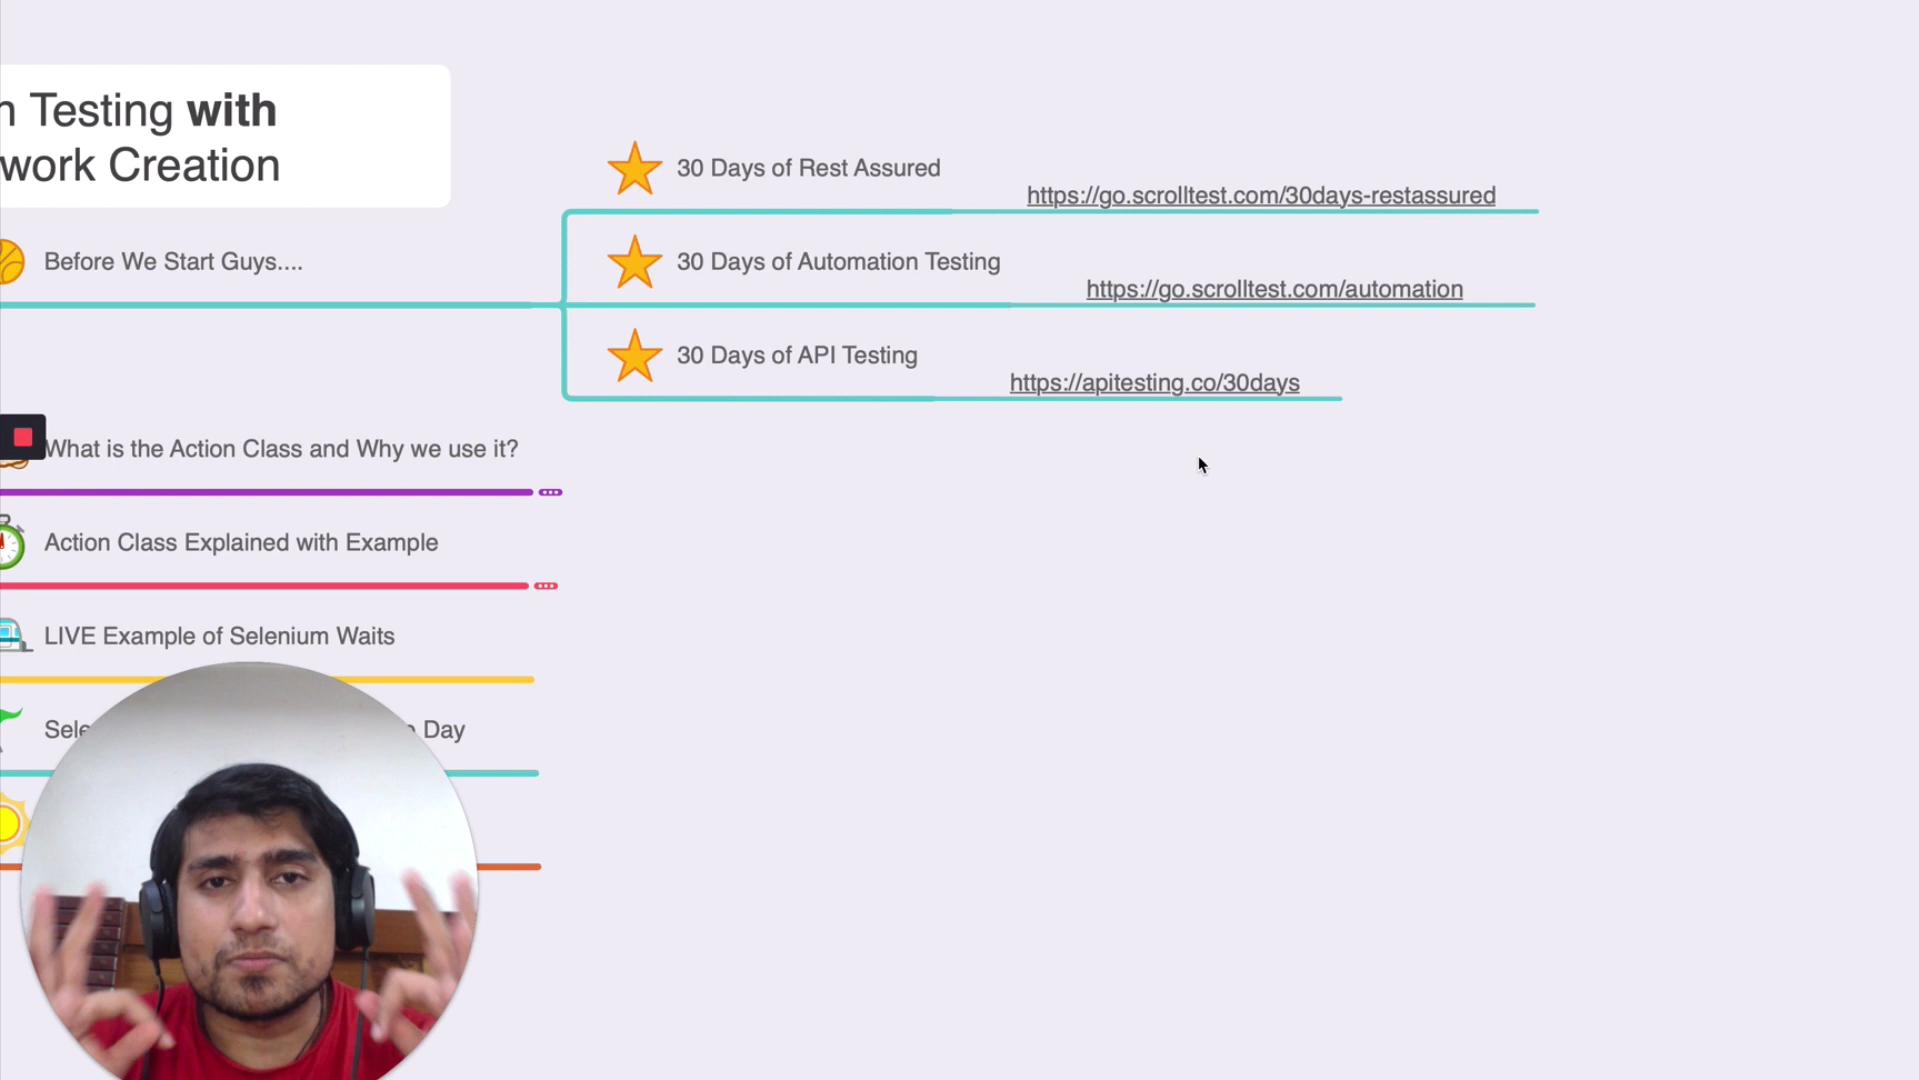 Testing with
work Creation
30 Days of Rest Assured
https://go.scrolltest.com/30days-restassured
Before We Start Guys....
30 Days of Automation Testing
https://go.scrolltest.com/automation
30 Days of API Testing
https://apitesting.co/30days
What is the Action Class and Why we use it?
Action Class Explained with Example
LIVE Example of Selenium Waits
Day